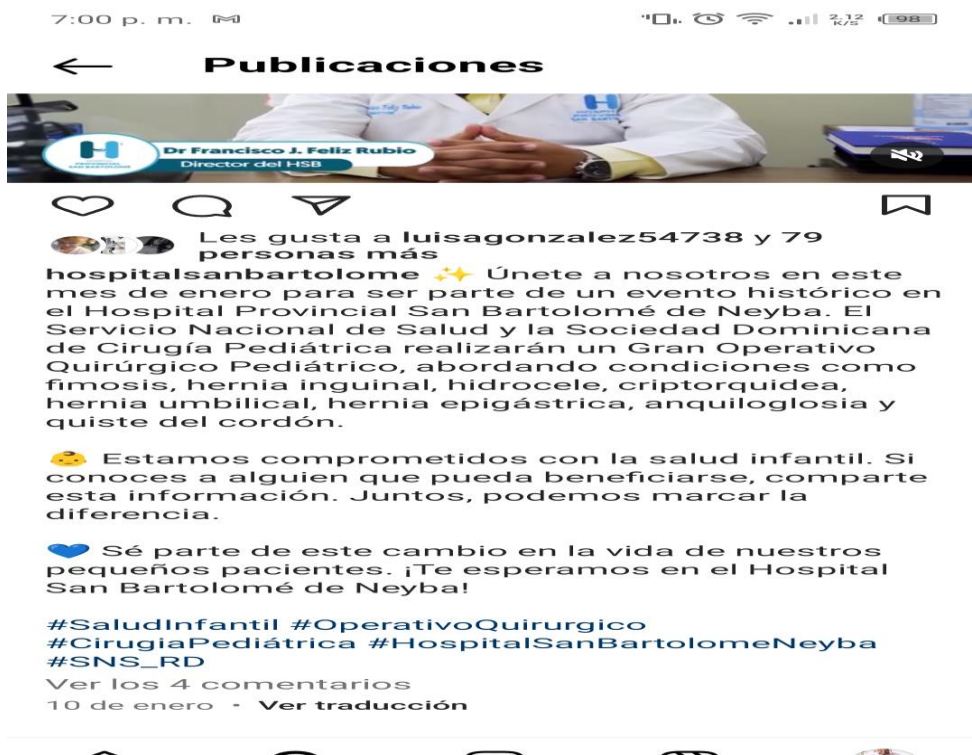 7:00 p. m.
2.12
K/S
98
Publicaciones
Dr Francisco J. Feliz Rubio
Director del HSB
Les gusta a luisagonzalez54738 y 79
personas más
hospitalsanbartolome ✨ Únete a nosotros en este
mes de enero para ser parte de un evento histórico en
el Hospital Provincial San Bartolomé de Neyba. El
Servicio Nacional de Salud y la Sociedad Dominicana
de Cirugía Pediátrica realizarán un Gran Operativo
Quirúrgico Pediátrico, abordando condiciones como
fimosis, hernia inguinal, hidrocele, criptorquidea,
hernia umbilical, hernia epigástrica, anquiloglosia y
quiste del cordón.
👶 Estamos comprometidos con la salud infantil. Si
conoces a alguien que pueda beneficiarse, comparte
esta información. Juntos, podemos marcar la
diferencia.
💙 Sé parte de este cambio en la vida de nuestros
pequeños pacientes. ¡Te esperamos en el Hospital
San Bartolomé de Neyba!
#SaludInfantil #OperativoQuirurgico
#CirugiaPediátrica #HospitalSanBartolomeNeyba
#SNS_RD
Ver los 4 comentarios
10 de enero • Ver traducción